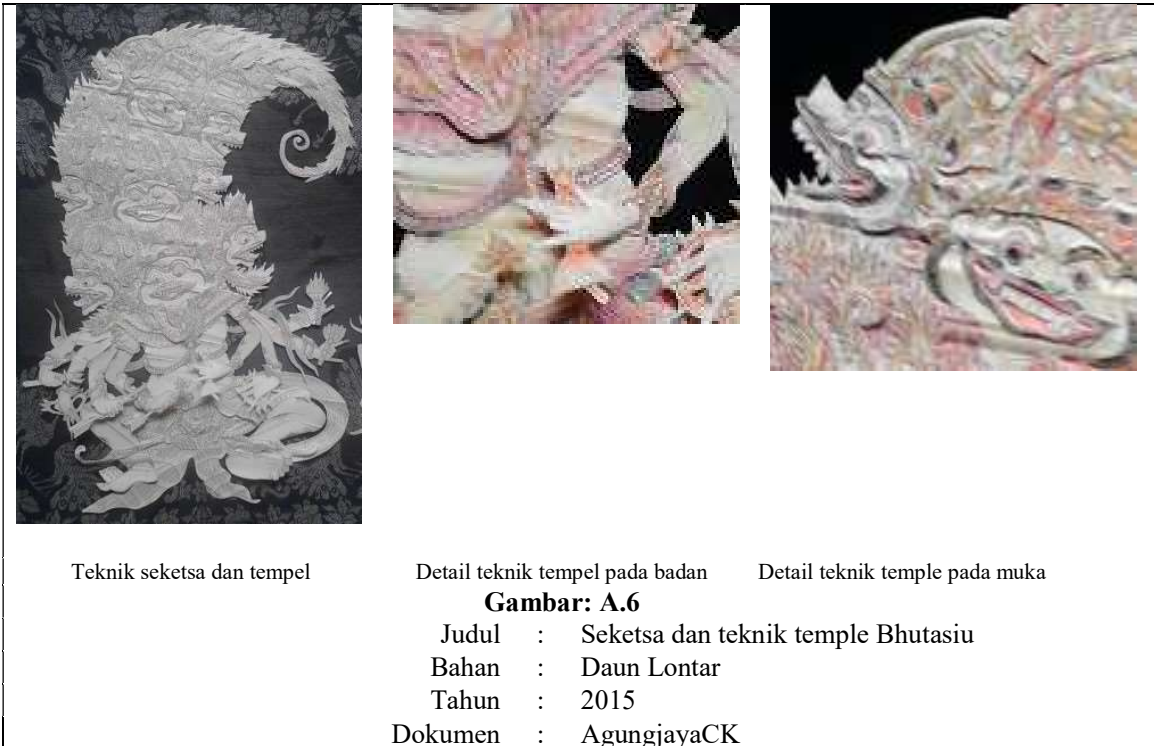 Teknik seketsa dan tempel
Detail teknik tempel pada badan
Detail teknik temple pada muka
Gambar: A.6
Judul : Seketsa dan teknik temple Bhutasiu
Bahan : Daun Lontar
Tahun : 2015
Dokumen : AgungjayaCK